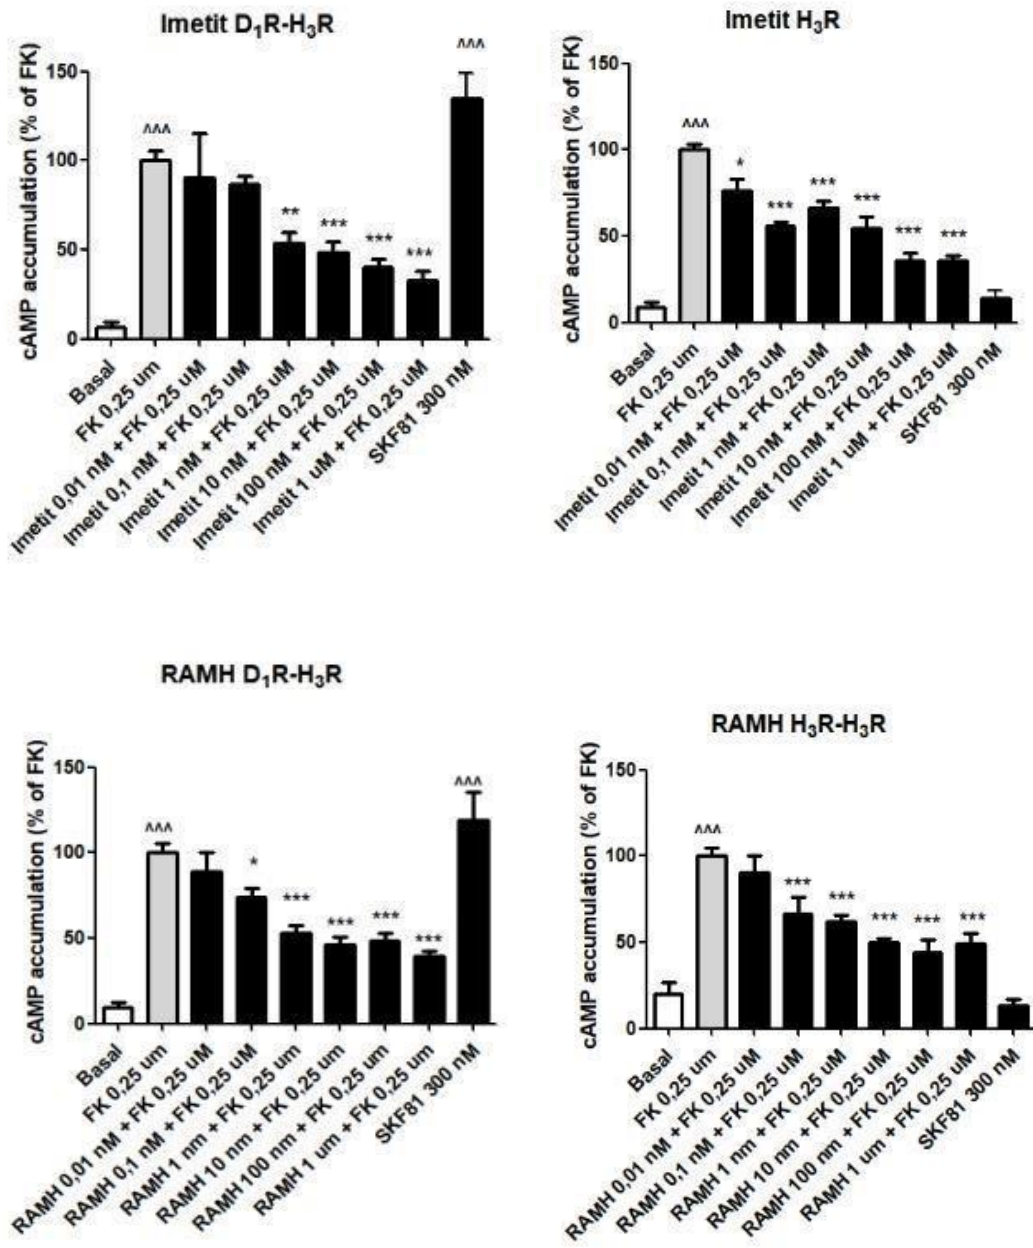 Imetit D₁R-H₃R
cAMP accumulation (% of FK)
150
100
50
0
^^^
**
***
***
***
^^^
Basal
FK 0,25 um
Imetit 0,01 nM + FK 0,25 uM
Imetit 0,1 nM + FK 0,25 uM
Imetit 1 nM + FK 0,25 uM
Imetit 10 nM + FK 0,25 uM
Imetit 100 nM + FK 0,25 uM
Imetit 1 uM + FK 0,25 uM
SKF81 300 nM
Imetit H₃R
cAMP accumulation (% of FK)
150
100
50
0
^^^
*
***
***
***
***
***
Basal
FK 0,25 um
Imetit 0,01 nM + FK 0,25 uM
Imetit 0,1 nM + FK 0,25 uM
Imetit 1 nM + FK 0,25 uM
Imetit 10 nM + FK 0,25 uM
Imetit 100 nM + FK 0,25 uM
Imetit 1 uM + FK 0,25 uM
SKF81 300 nM
RAMH D₁R-H₃R
cAMP accumulation (% of FK)
150
100
50
0
^^^
*
***
***
***
***
^^^
Basal
FK 0,25 um
RAMH 0,01 nM + FK 0,25 uM
RAMH 0,1 nM + FK 0,25 uM
RAMH 1 nm + FK 0,25 um
RAMH 10 nm + FK 0,25 um
RAMH 100 nm + FK 0,25 um
RAMH 1 um + FK 0,25 um
SKF81 300 nM
RAMH H₃R-H₃R
cAMP accumulation (% of FK)
150
100
50
0
^^^
***
***
***
***
***
Basal
FK 0,25 um
RAMH 0,01 nM + FK 0,25 uM
RAMH 0,1 nM + FK 0,25 uM
RAMH 1 nm + FK 0,25 uM
RAMH 10 nm + FK 0,25 uM
RAMH 100 nm + FK 0,25 uM
RAMH 1 um + FK 0,25 uM
SKF81 300 nM